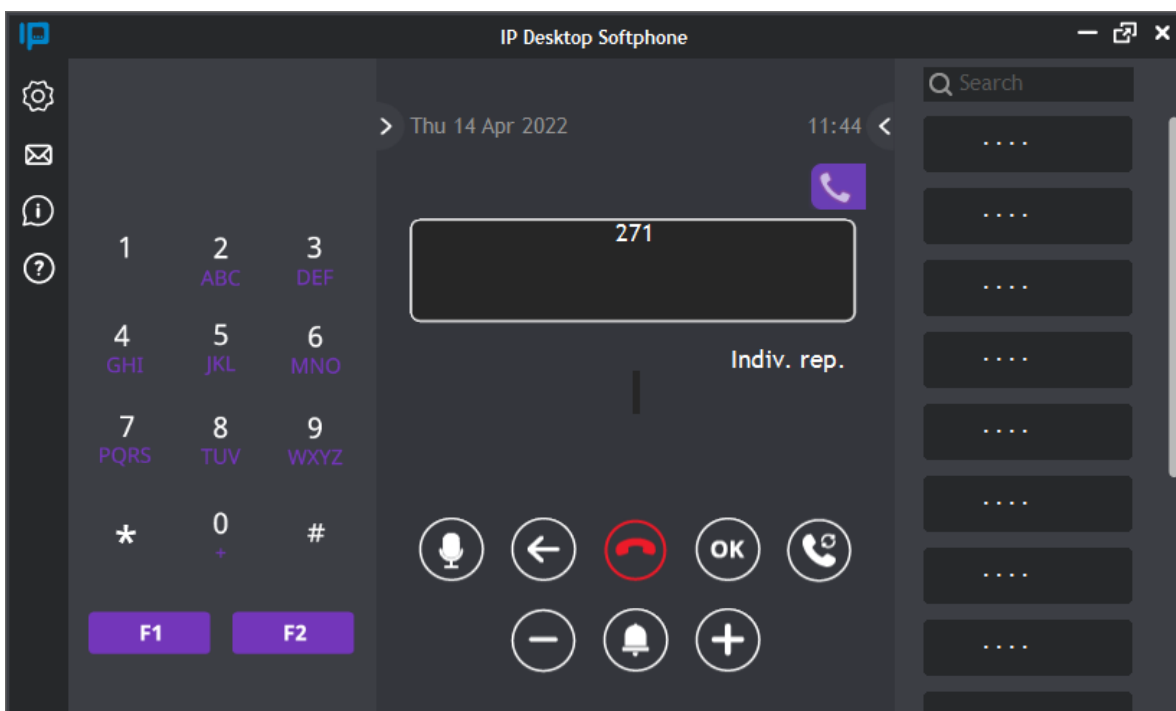 IP
IP Desktop Softphone
Search
Thu 14 Apr 2022
11:44
....
....
....
....
....
....
....
....
271
Indiv. rep.
1 2 3
ABC DEF
4 5 6
GHI JKL MNO
7 8 9
PQRS TUV WXYZ
* 0 #
+
F1 F2
OK